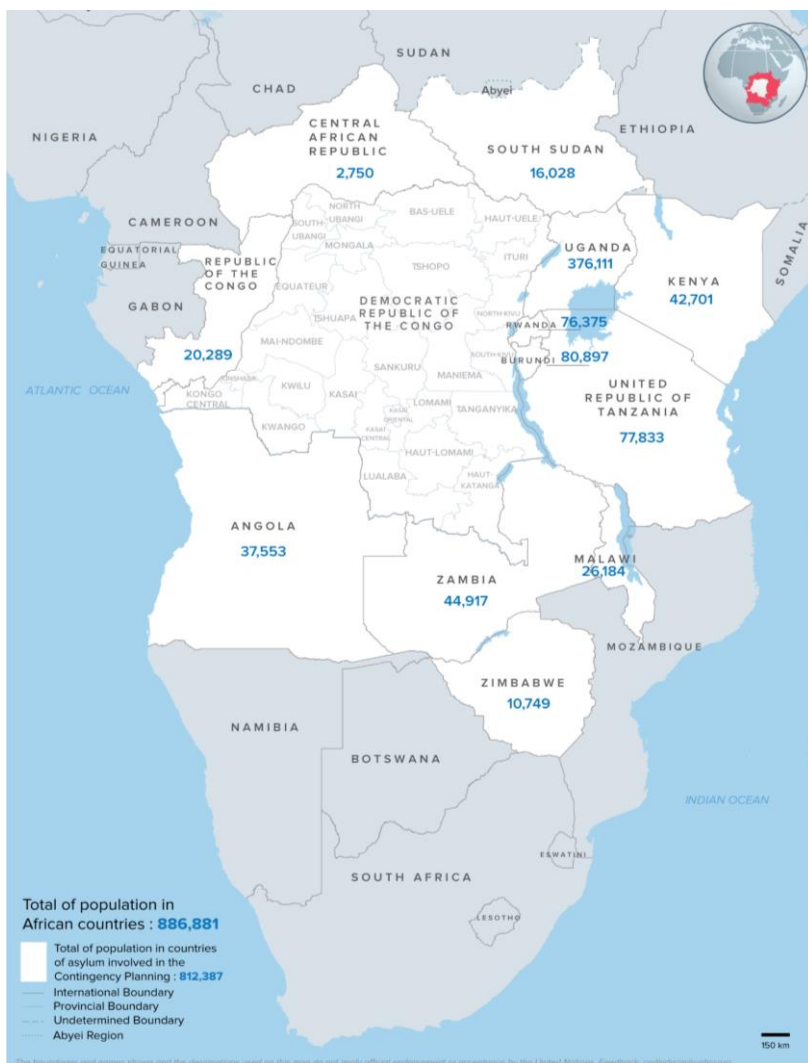 SUDAN
CHAD
Abyei
NIGERIA
CENTRAL
AFRICAN
REPUBLIC
2,750
ETHIOPIA
SOUTH SUDAN
16,028
CAMEROON
NORTH
UBANGI
SOUTH
UBANGI
BAS-UELE
HAUT-UELE
MONGALA
ITURI
UGANDA
376,111
EQUATORIAL
GUINEA
REPUBLIC
OF THE
CONGO
SOMALIA
KENYA
42,701
TSHOPO
GABON
EQUATEUR
DEMOCRATIC
REPUBLIC OF
THE CONGO
NORTH-KIVU
TSHUAPA
RWANDA
76,375
MAI-NDOMBE
20,289
SOUTH-KIVU
BURUNDI
80,897
SANKURU
MANIEMA
KINSHASA
ATLANTIC OCEAN
KONGO
CENTRAL
KWILU
KASAI
UNITED
REPUBLIC OF
TANZANIA
77,833
LOMAMI
KASAI
ORIENTAL
TANGANYIKA
KWANGO
KASAI
CENTRAL
HAUT-LOMAMI
LUALABA
HAUT-
KATANGA
ANGOLA
37,553
MALAWI
26,184
ZAMBIA
44,917
MOZAMBIQUE
ZIMBABWE
10,749
NAMIBIA
BOTSWANA
INDIAN OCEAN
ESWATINI
SOUTH AFRICA
LESOTHO
Total of population in
African countries : 886,881
Total of population in countries
of asylum involved in the
Contingency Planning : 812,387
International Boundary
Provincial Boundary
Undetermined Boundary
Abyei Region
150 km